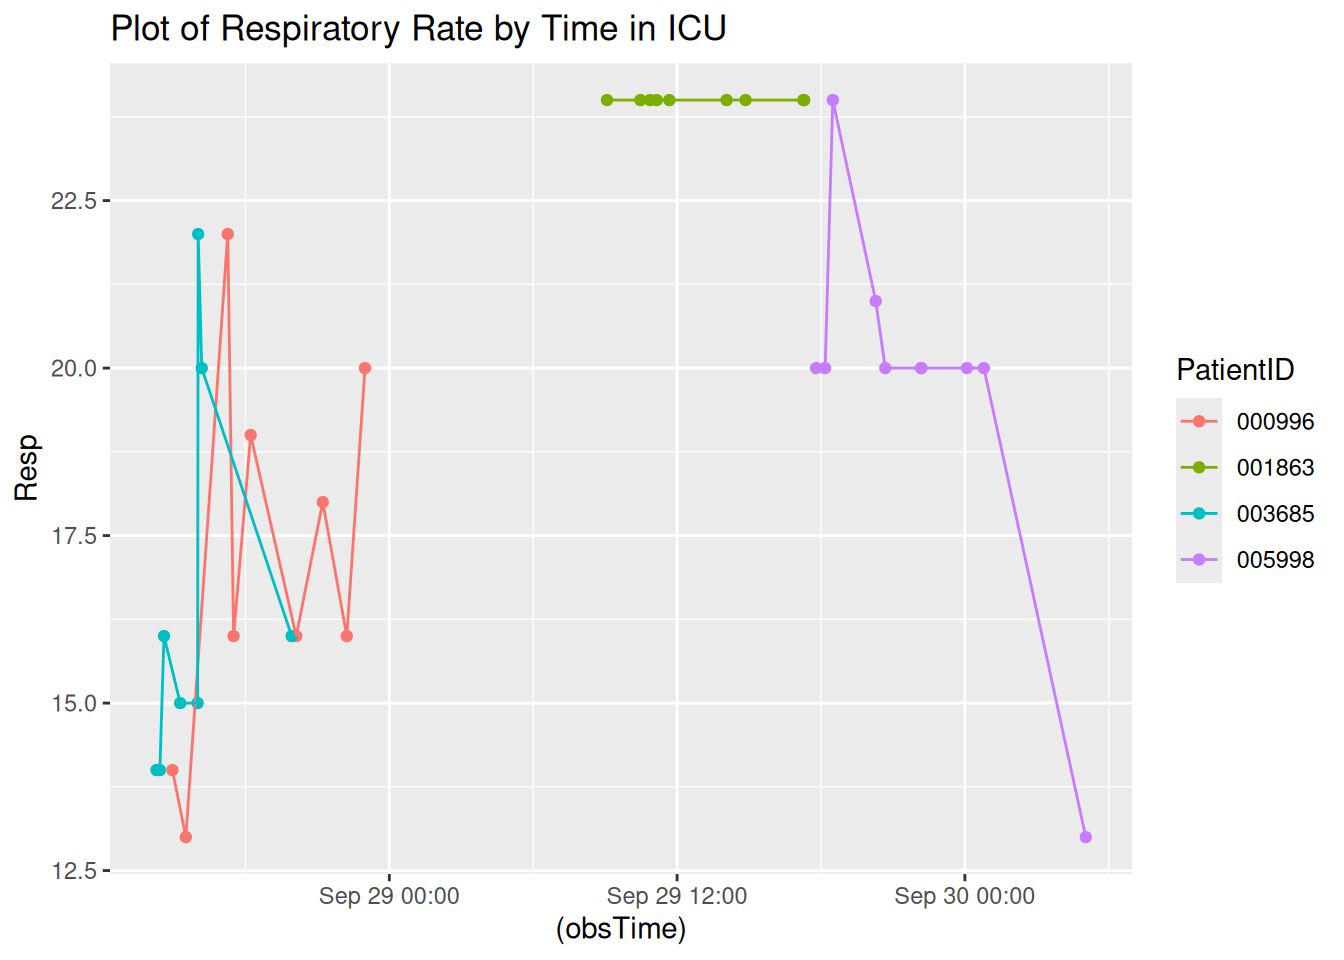 Plot of Respiratory Rate by Time in ICU
22.5
20.0
17.5
15.0
12.5
Resp
Sep 29 00:00
Sep 29 12:00
Sep 30 00:00
(obsTime)
PatientID
000996
001863
003685
005998